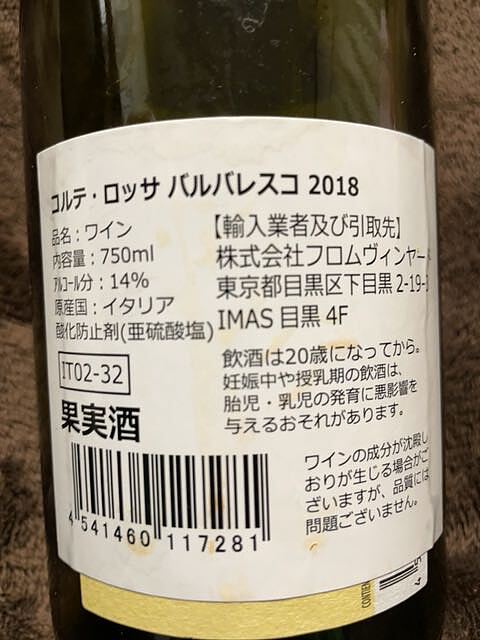 コルテ・ロッサ バルバレスコ 2018
品名：ワイン
内容量：750ml
アルコール分：14%
原産国：イタリア
酸化防止剤(亜硫酸塩)
【輸入業者及び引取先】
株式会社フロムヴィンヤー
東京都目黒区下目黒2-19-
IMAS 目黒 4F
IT02-32
果実酒
飲酒は20歳になってから。
妊娠中や授乳期の飲酒は、
胎児・乳児の発育に悪影響を
与えるおそれがあります。
ワインの成分が沈殿し
おりが生じる場合がご
ざいますが、品質には
問題ございません。
4 541460 117281
CONTIEN